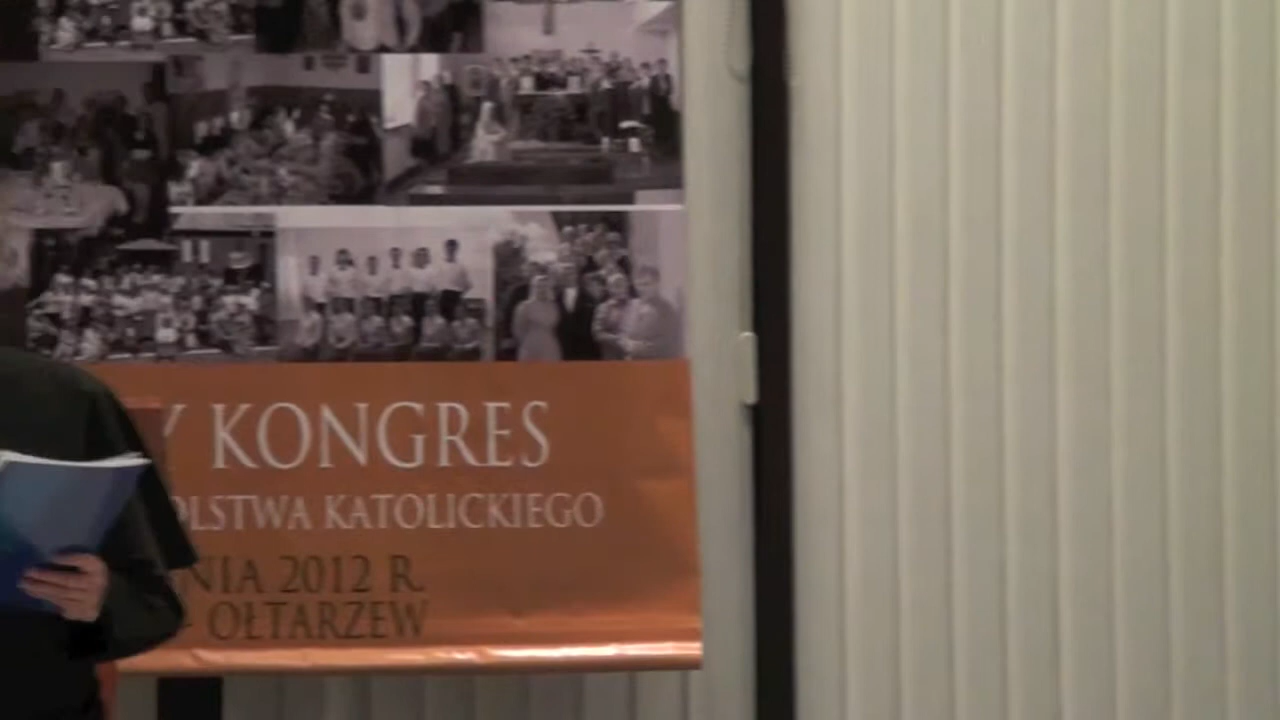 Y KONGRES
OLSTWA KATOLICKIEGO
NIA 2012 R.
- OŁTARZEW